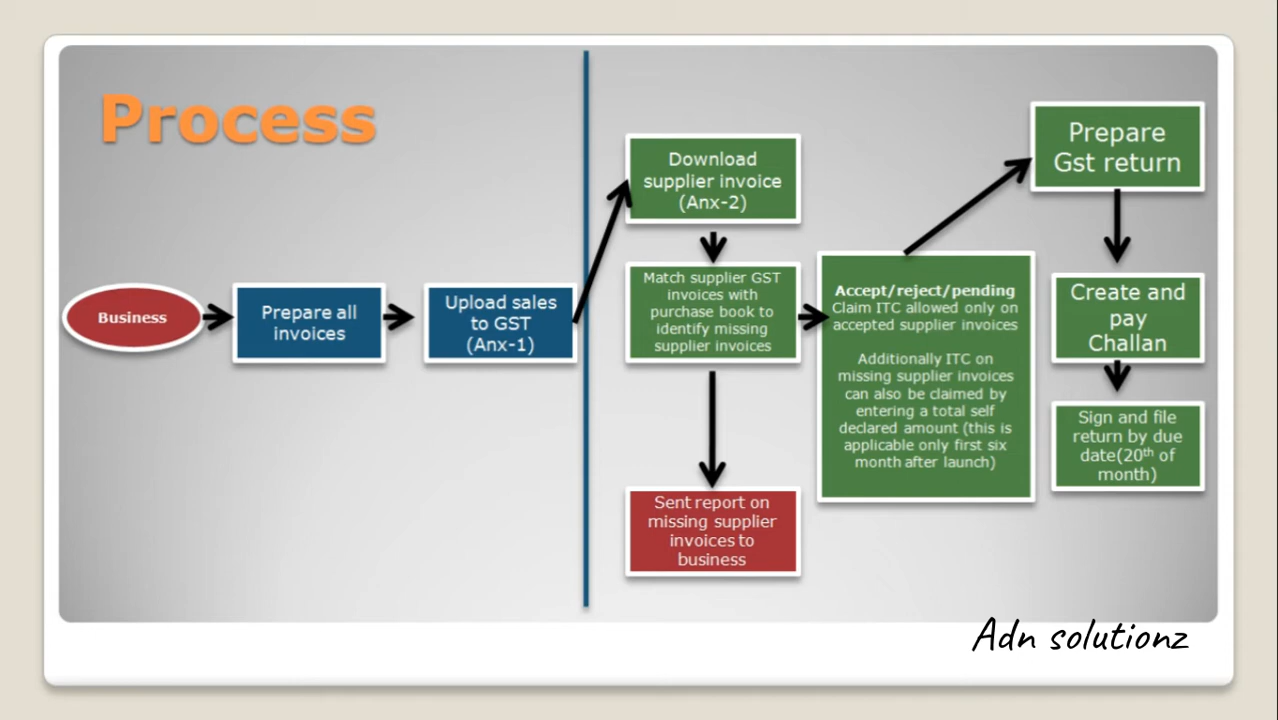 Process
Business
Prepare all
invoices
Upload sales
to GST
(Anx-1)
Download
supplier invoice
(Anx-2)
Match supplier GST
invoices with
purchase book to
identify missing
supplier invoices
Sent report on
missing supplier
invoices to
business
Accept/reject/pending
Claim ITC allowed only on
accepted supplier invoices
Additionally ITC on
missing supplier invoices
can also be claimed by
entering a total self
declared amount (this is
applicable only first six
month after launch)
Prepare
Gst return
Create and
pay
Challan
Sign and file
return by due
date(20th of
month)
Adn solutionz